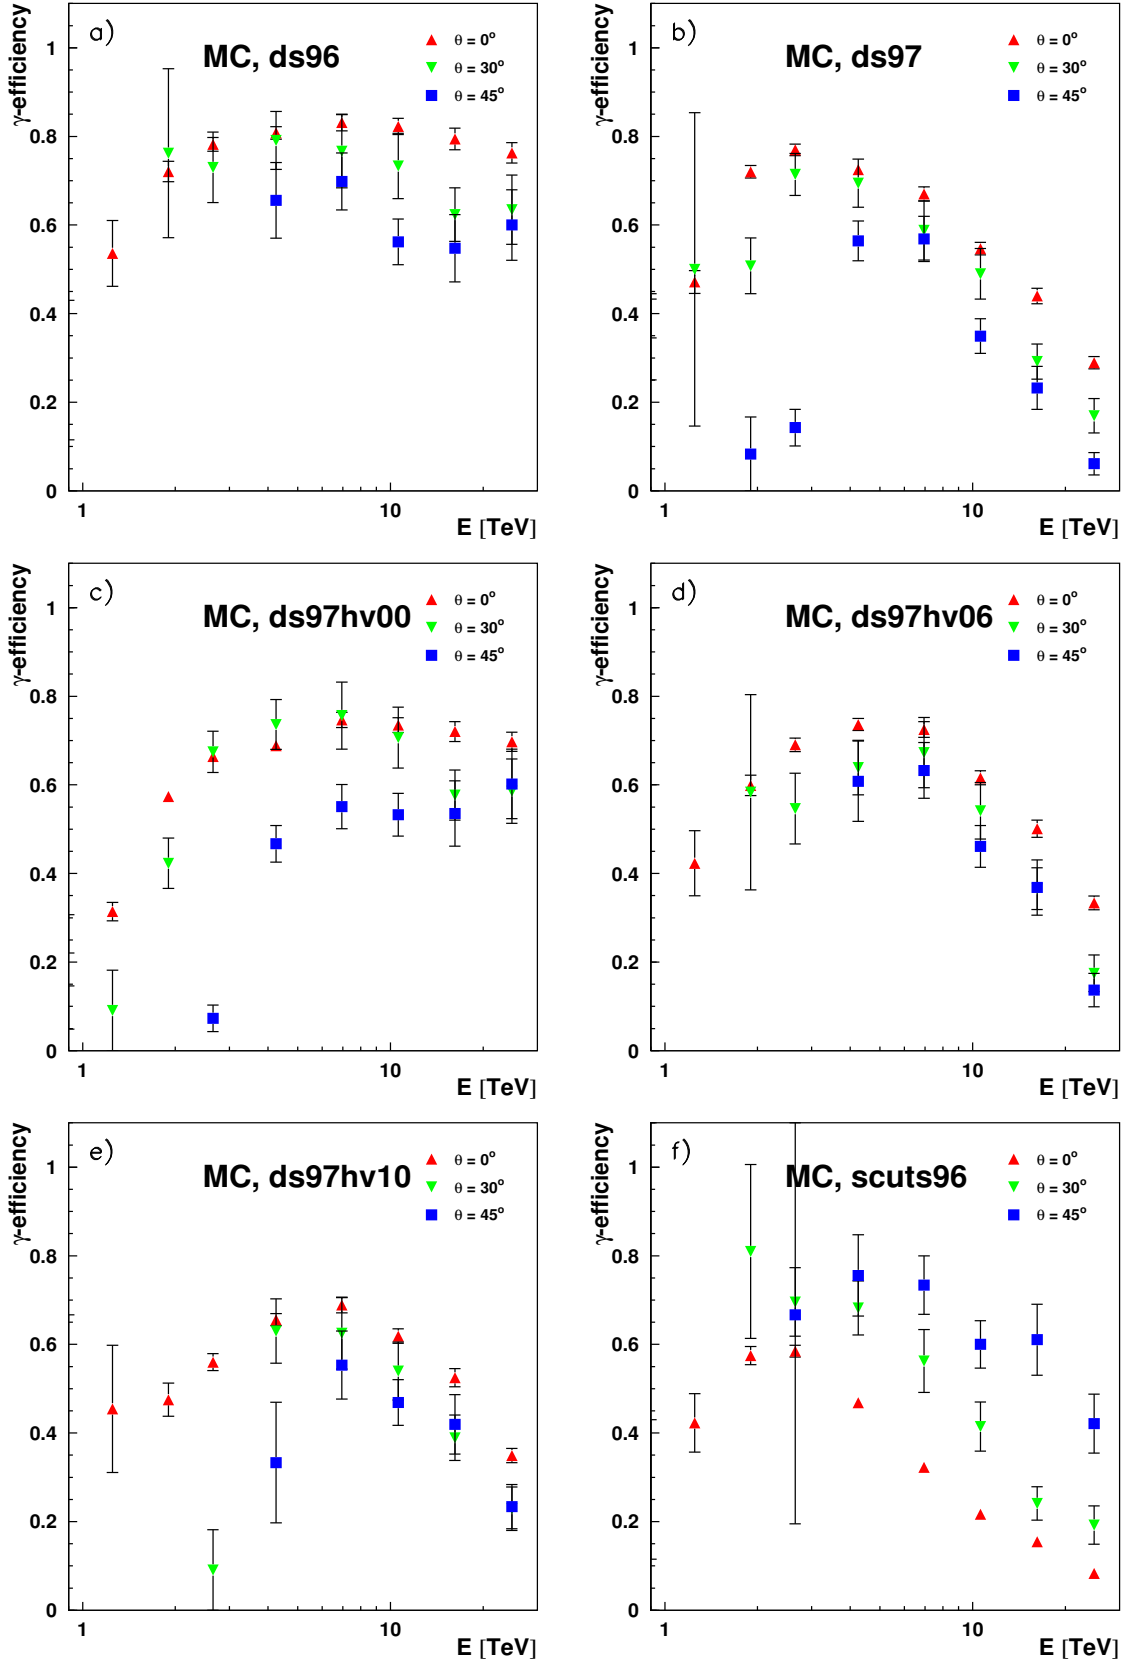 a)
MC, ds96
θ = 0°
θ = 30°
θ = 45°
γ-efficiency
1
0.8
0.6
0.4
0.2
0
1
10
E [TeV]
b)
MC, ds97
θ = 0°
θ = 30°
θ = 45°
γ-efficiency
1
0.8
0.6
0.4
0.2
0
1
10
E [TeV]
c)
MC, ds97hv00
θ = 0°
θ = 30°
θ = 45°
γ-efficiency
1
0.8
0.6
0.4
0.2
0
1
10
E [TeV]
d)
MC, ds97hv06
θ = 0°
θ = 30°
θ = 45°
γ-efficiency
1
0.8
0.6
0.4
0.2
0
1
10
E [TeV]
e)
MC, ds97hv10
θ = 0°
θ = 30°
θ = 45°
γ-efficiency
1
0.8
0.6
0.4
0.2
0
1
10
E [TeV]
f)
MC, scuts96
θ = 0°
θ = 30°
θ = 45°
γ-efficiency
1
0.8
0.6
0.4
0.2
0
1
10
E [TeV]